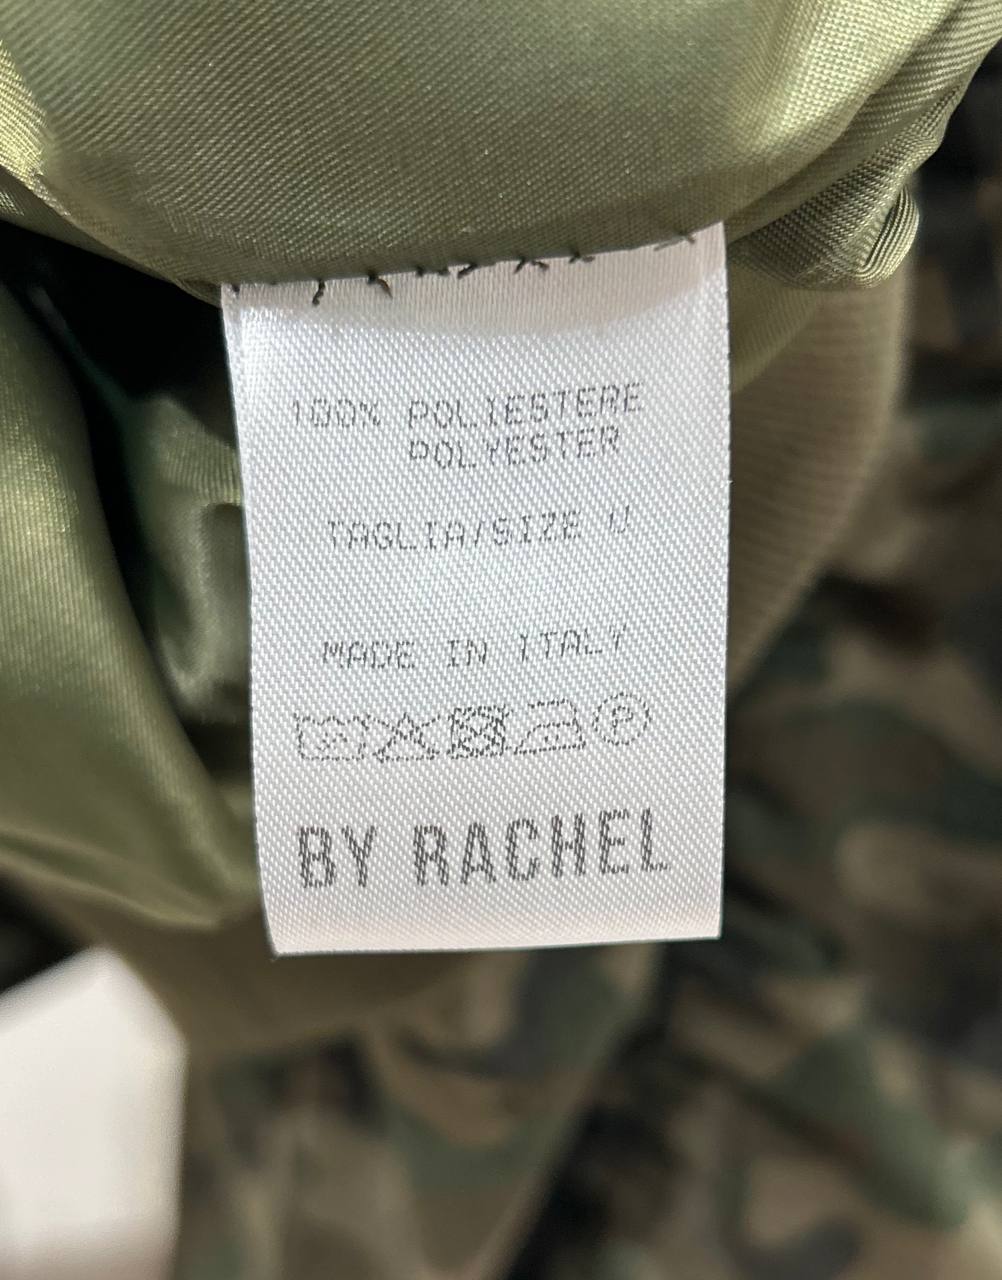 100% POLIESTERE
POLYESTER
TAGLIA/SIZE U
MADE IN ITALY
P
BY RACHEL